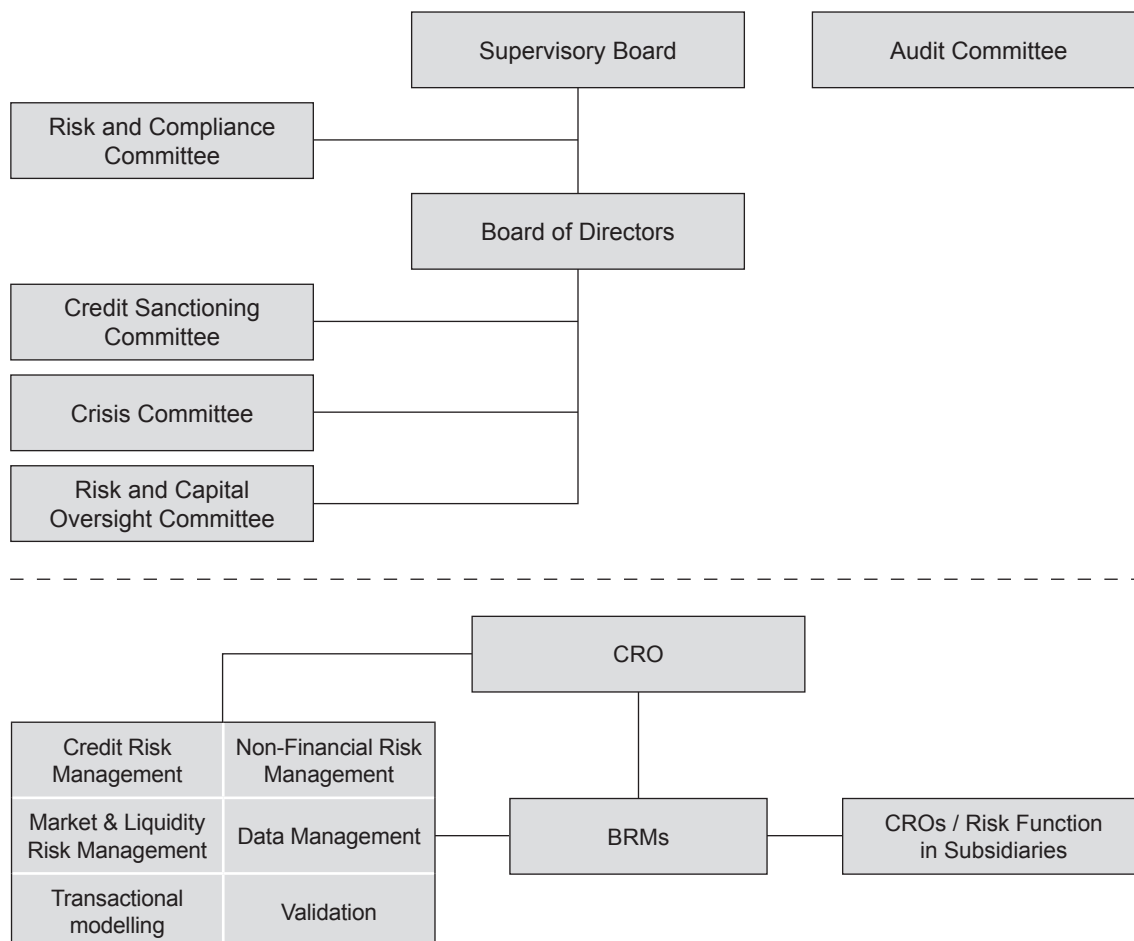 Supervisory Board
Audit Committee
Risk and Compliance
Committee
Board of Directors
Credit Sanctioning
Committee
Crisis Committee
Risk and Capital
Oversight Committee
CRO
Credit Risk
Management
Non-Financial Risk
Management
Market & Liquidity
Risk Management
Data Management
BRMs
CROs / Risk Function
in Subsidiaries
Transactional
modelling
Validation